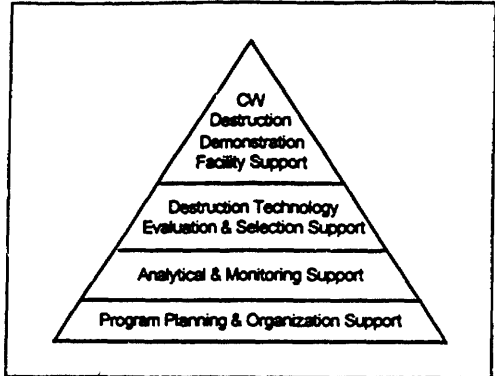 CW
Destruction
Demonstration
Facility Support
Destruction Technology
Evaluation & Selection Support
Analytical & Monitoring Support
Program Planning & Organization Support